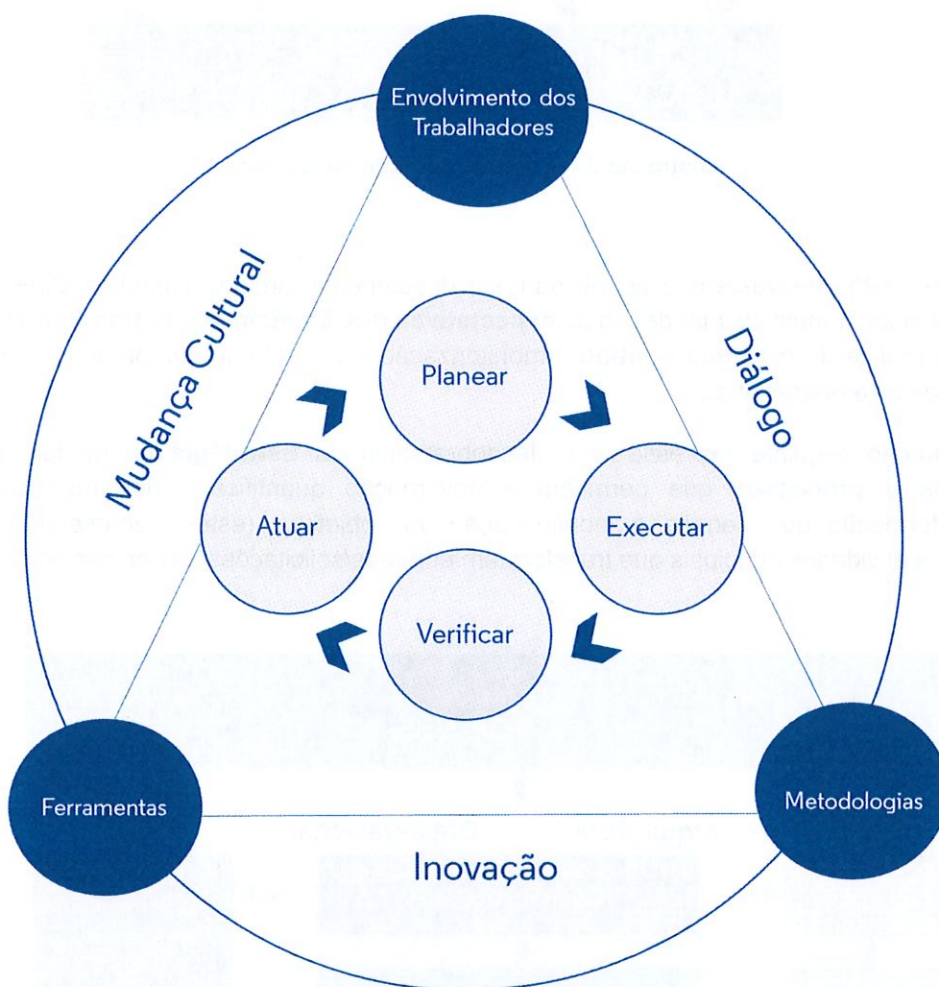 Envolvimento dos
Trabalhadores
Mudança Cultural
Diálogo
Planear
Atuar
Executar
Verificar
Ferramentas
Metodologias
Inovação